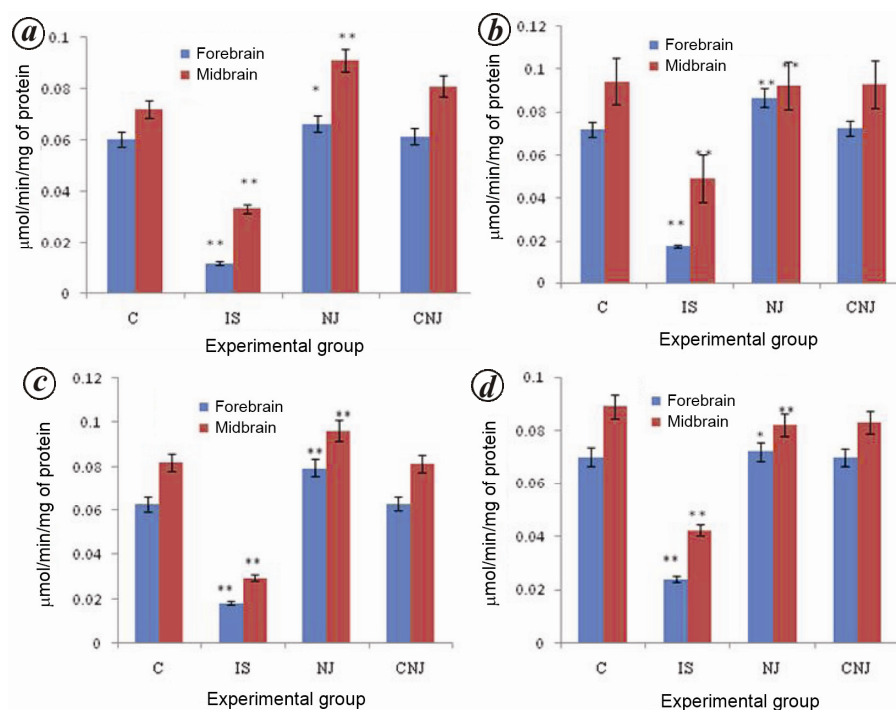 a
0.1
0.08
0.06
0.04
0.02
0
µmol/min/mg of protein
Forebrain
Midbrain
**
**
*
**
C IS NJ CNJ
Experimental group
b
0.12
0.1
0.08
0.06
0.04
0.02
0
µmol/min/mg of protein
Forebrain
Midbrain
**
**
**
**
C IS NJ CNJ
Experimental group
c
0.12
0.1
0.08
0.06
0.04
0.02
0
µmol/min/mg of protein
Forebrain
Midbrain
**
**
**
**
C IS NJ CNJ
Experimental group
d
0.12
0.1
0.08
0.06
0.04
0.02
0
µmol/min/mg of protein
Forebrain
Midbrain
**
**
*
**
C IS NJ CNJ
Experimental group